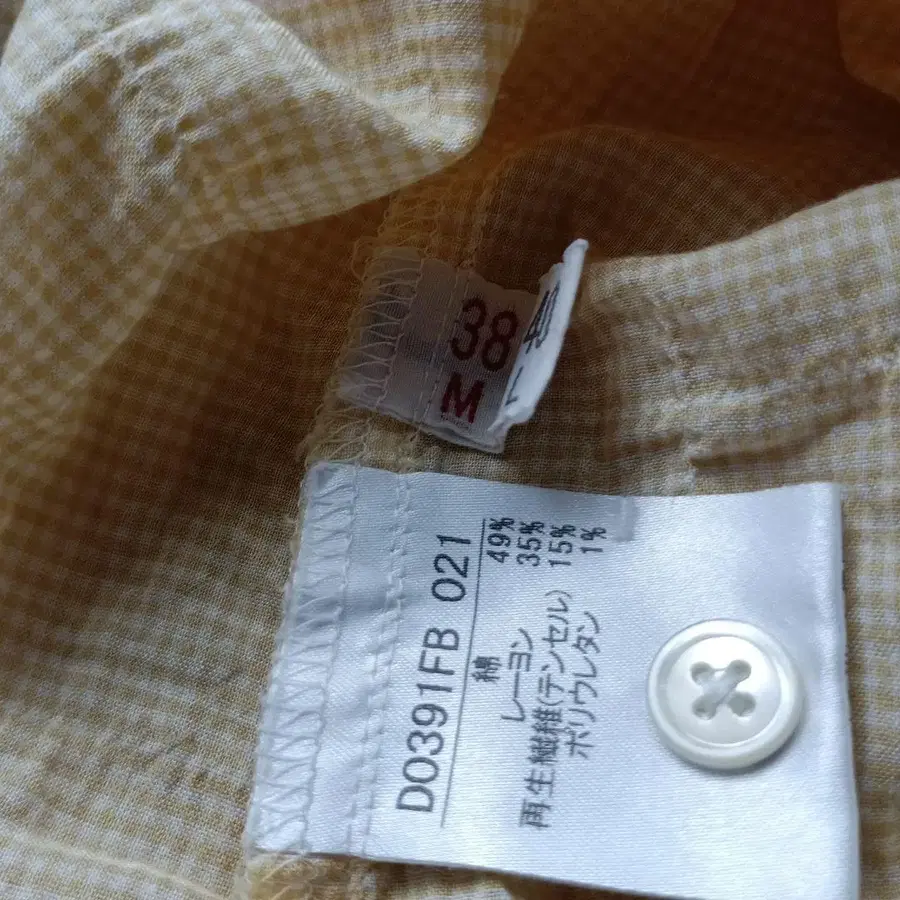 38
M
DO391FB 021
綿 49%
レーヨン 35%
再生繊維(テンセル) 15%
ポリウレタン 1%